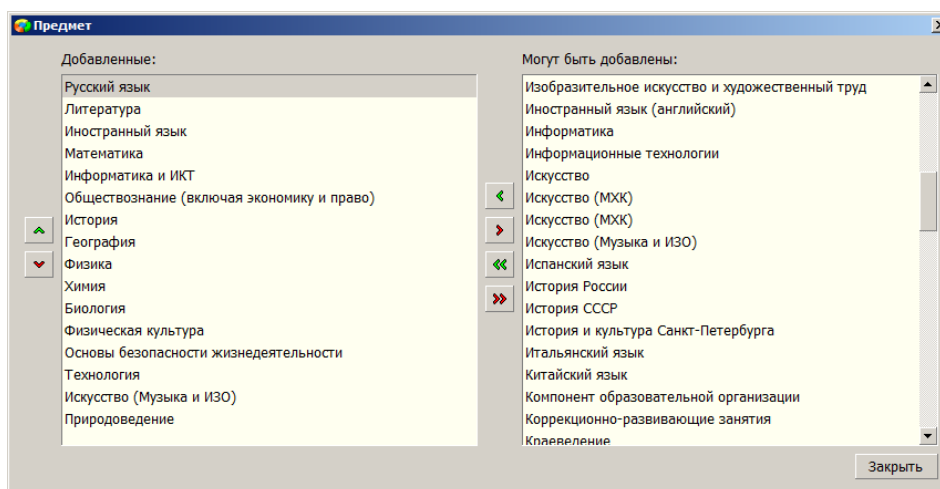 Предмет
Добавленные:
Русский язык
Литература
Иностранный язык
Математика
Информатика и ИКТ
Обществознание (включая экономику и право)
История
География
Физика
Химия
Биология
Физическая культура
Основы безопасности жизнедеятельности
Технология
Искусство (Музыка и ИЗО)
Природоведение
Могут быть добавлены:
Изобразительное искусство и художественный труд
Иностранный язык (английский)
Информатика
Информационные технологии
Искусство
Искусство (МХК)
Искусство (МХК)
Искусство (Музыка и ИЗО)
Испанский язык
История России
История СССР
История и культура Санкт-Петербурга
Итальянский язык
Китайский язык
Компонент образовательной организации
Коррекционно-развивающие занятия
Краеведение
Закрыть